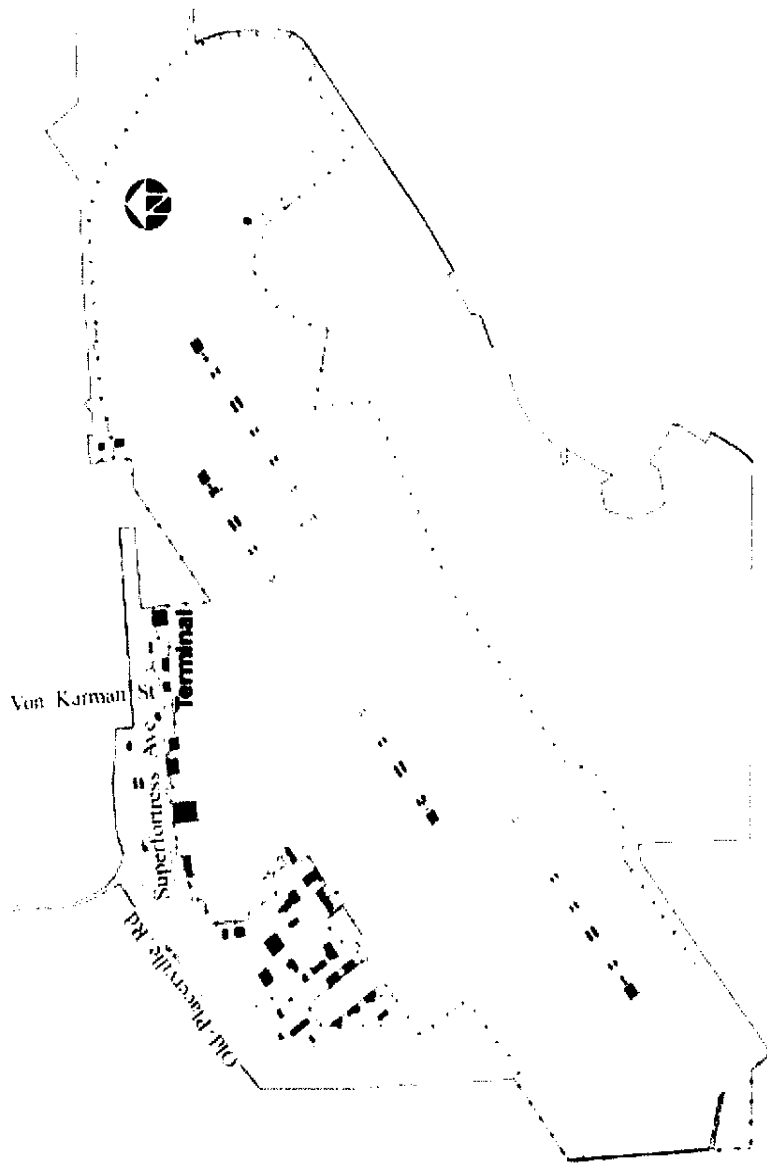 N
Terminal
Von Karman St
Superfortress Ave
Old Placerville Rd